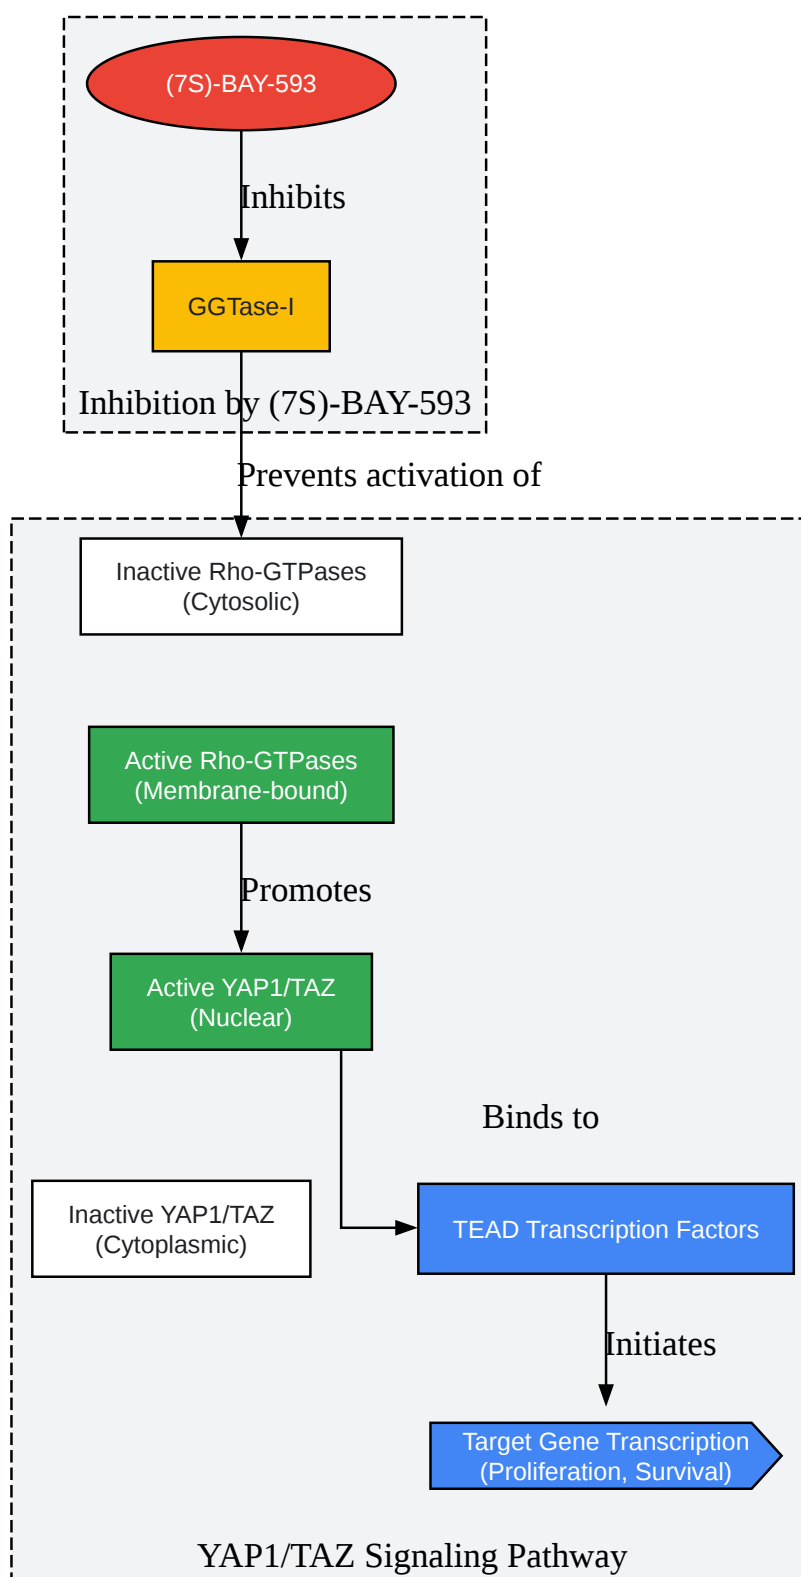 (7S)-BAY-593
Inhibits
GGTase-I
Inhibition by (7S)-BAY-593
Prevents activation of
Inactive Rho-GTPases
(Cytosolic)
Active Rho-GTPases
(Membrane-bound)
Promotes
Active YAP1/TAZ
(Nuclear)
Binds to
Inactive YAP1/TAZ
(Cytoplasmic)
TEAD Transcription Factors
Initiates
Target Gene Transcription
(Proliferation, Survival)
YAP1/TAZ Signaling Pathway